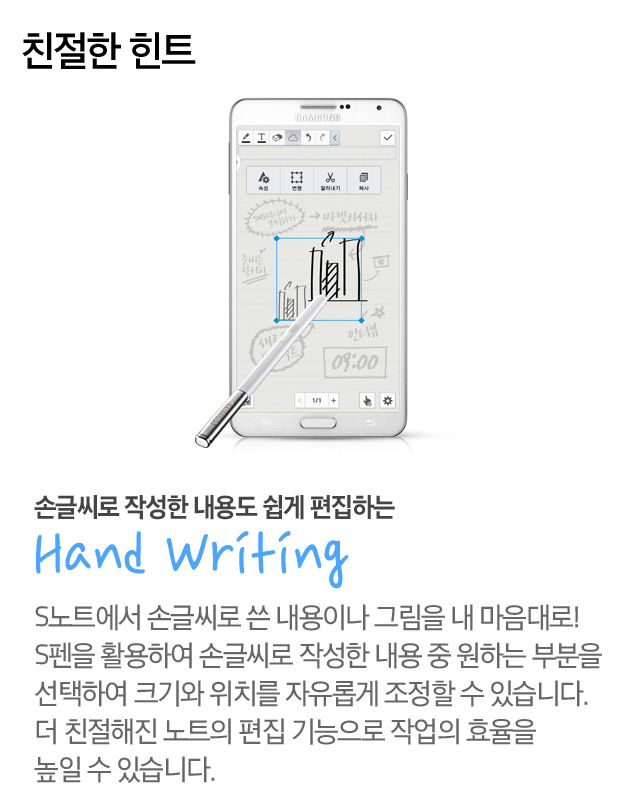 친절한 힌트
SAMSUNG
T
속성 변형 잘라내기 복사
마켓리서치
인터뷰
09:00
1/1 +
손글씨로 작성한 내용도 쉽게 편집하는
Hand Writing
S노트에서 손글씨로 쓴 내용이나 그림을 내 마음대로!
S펜을 활용하여 손글씨로 작성한 내용 중 원하는 부분을
선택하여 크기와 위치를 자유롭게 조정할 수 있습니다.
더 친절해진 노트의 편집 기능으로 작업의 효율을
높일 수 있습니다.